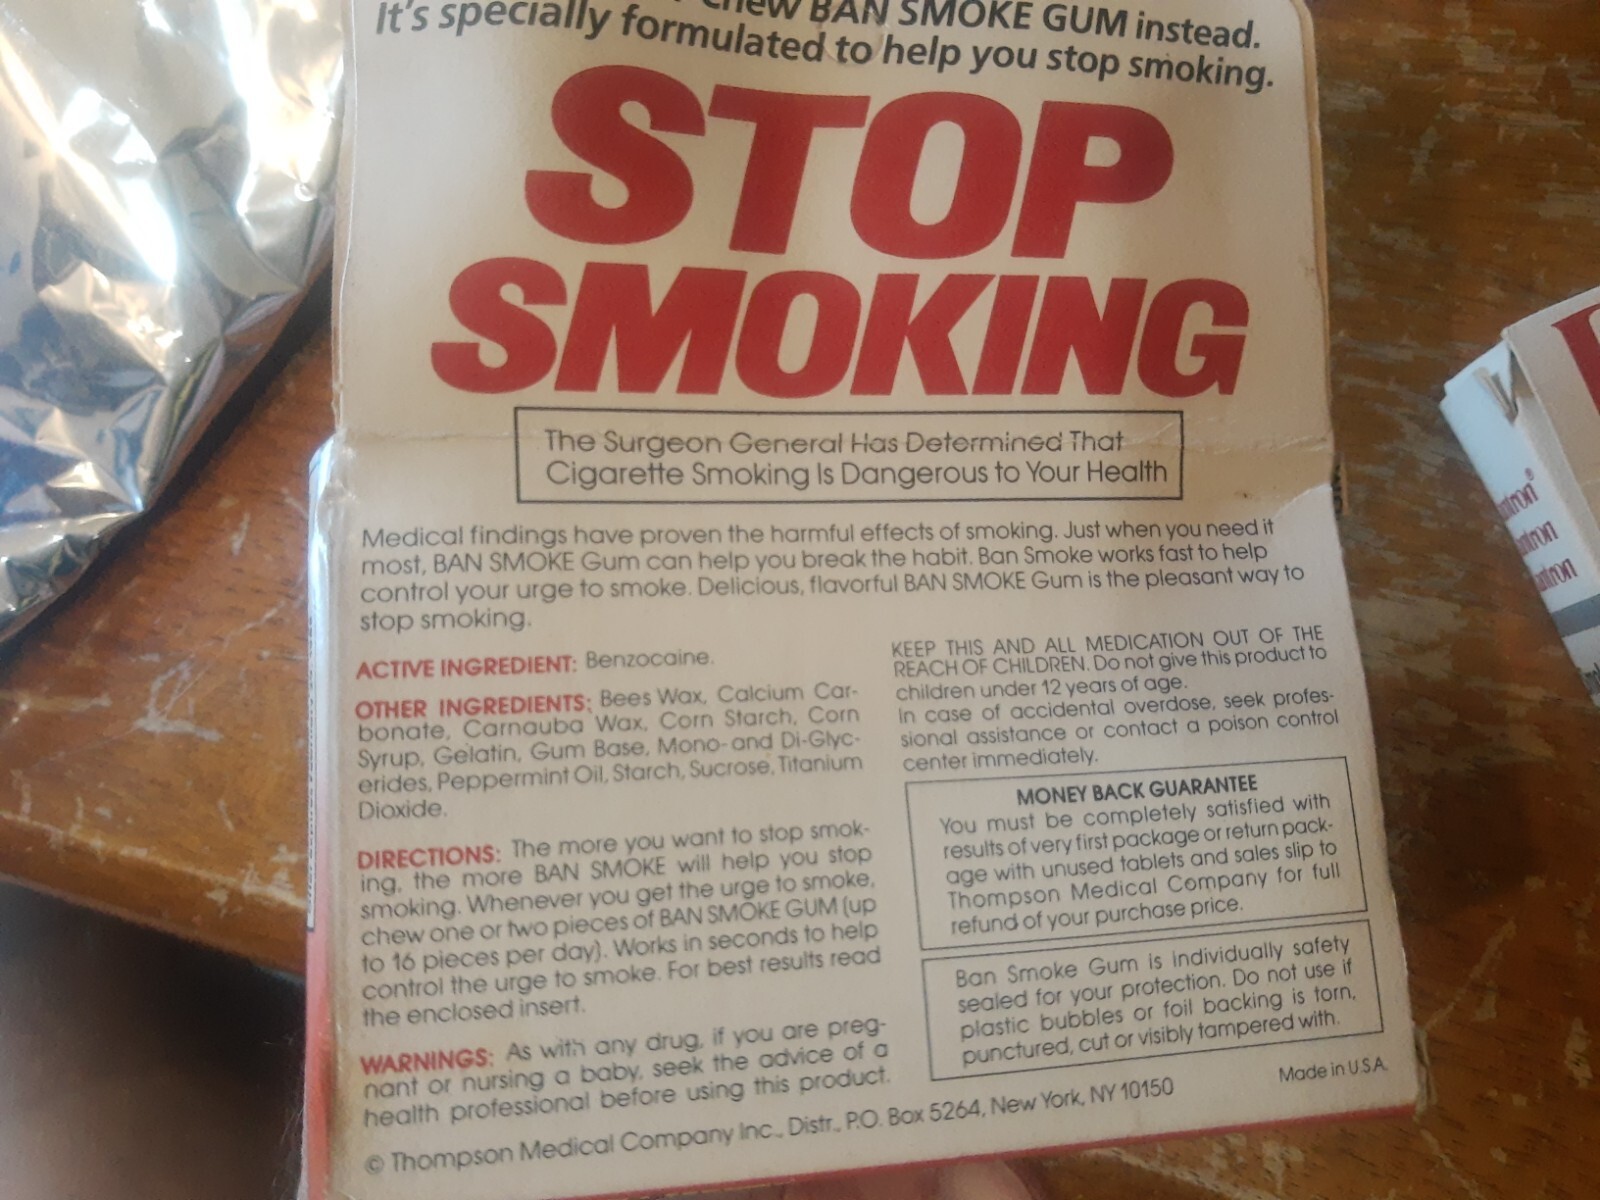 chew BAN SMOKE GUM instead.
It's specially formulated to help you stop smoking.
STOP
SMOKING
The Surgeon General Has Determined That
Cigarette Smoking Is Dangerous to Your Health
Medical findings have proven the harmful effects of smoking. Just when you need it
most, BAN SMOKE Gum can help you break the habit. Ban Smoke works fast to help
control your urge to smoke. Delicious, flavorful BAN SMOKE Gum is the pleasant way to
stop smoking.
ACTIVE INGREDIENT: Benzocaine.
OTHER INGREDIENTS: Bees Wax, Calcium Car-
bonate, Carnauba Wax, Corn Starch, Corn
Syrup, Gelatin, Gum Base, Mono- and Di-Glyc-
erides, Peppermint Oil, Starch, Sucrose, Titanium
Dioxide.
DIRECTIONS: The more you want to stop smok-
ing, the more BAN SMOKE will help you stop
smoking. Whenever you get the urge to smoke,
chew one or two pieces of BAN SMOKE GUM (up
to 16 pieces per day). Works in seconds to help
control the urge to smoke. For best results read
the enclosed insert.
WARNINGS: As with any drug, if you are preg-
nant or nursing a baby, seek the advice of a
health professional before using this product.
KEEP THIS AND ALL MEDICATION OUT OF THE
REACH OF CHILDREN. Do not give this product to
children under 12 years of age.
In case of accidental overdose, seek profes-
sional assistance or contact a poison control
center immediately.
MONEY BACK GUARANTEE
You must be completely satisfied with
results of very first package or return pack-
age with unused tablets and sales slip to
Thompson Medical Company for full
refund of your purchase price.
Ban Smoke Gum is individually safety
sealed for your protection. Do not use if
plastic bubbles or foil backing is torn,
punctured, cut or visibly tampered with.
© Thompson Medical Company Inc., Distr., P.O. Box 5264, New York, NY 10150
Made in U.S.A.